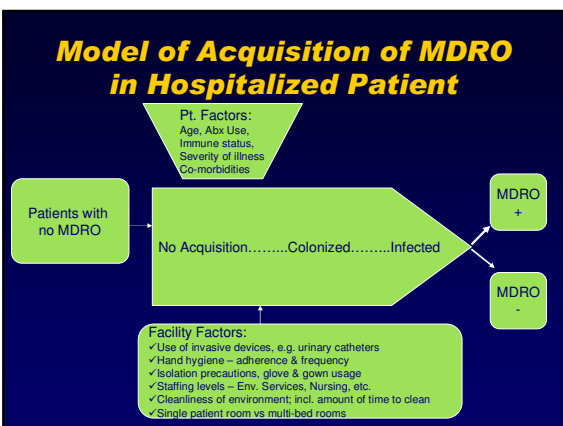 Model of Acquisition of MDRO
in Hospitalized Patient
Pt. Factors:
Age, Abx Use,
Immune status,
Severity of illness
Co-morbidities
Patients with
no MDRO
No Acquisition……...Colonized……...Infected
MDRO
+
MDRO
-
Facility Factors:
✓Use of invasive devices, e.g. urinary catheters
✓Hand hygiene – adherence & frequency
✓Isolation precautions, glove & gown usage
✓Staffing levels – Env. Services, Nursing, etc.
✓Cleanliness of environment; incl. amount of time to clean
✓Single patient room vs multi-bed rooms